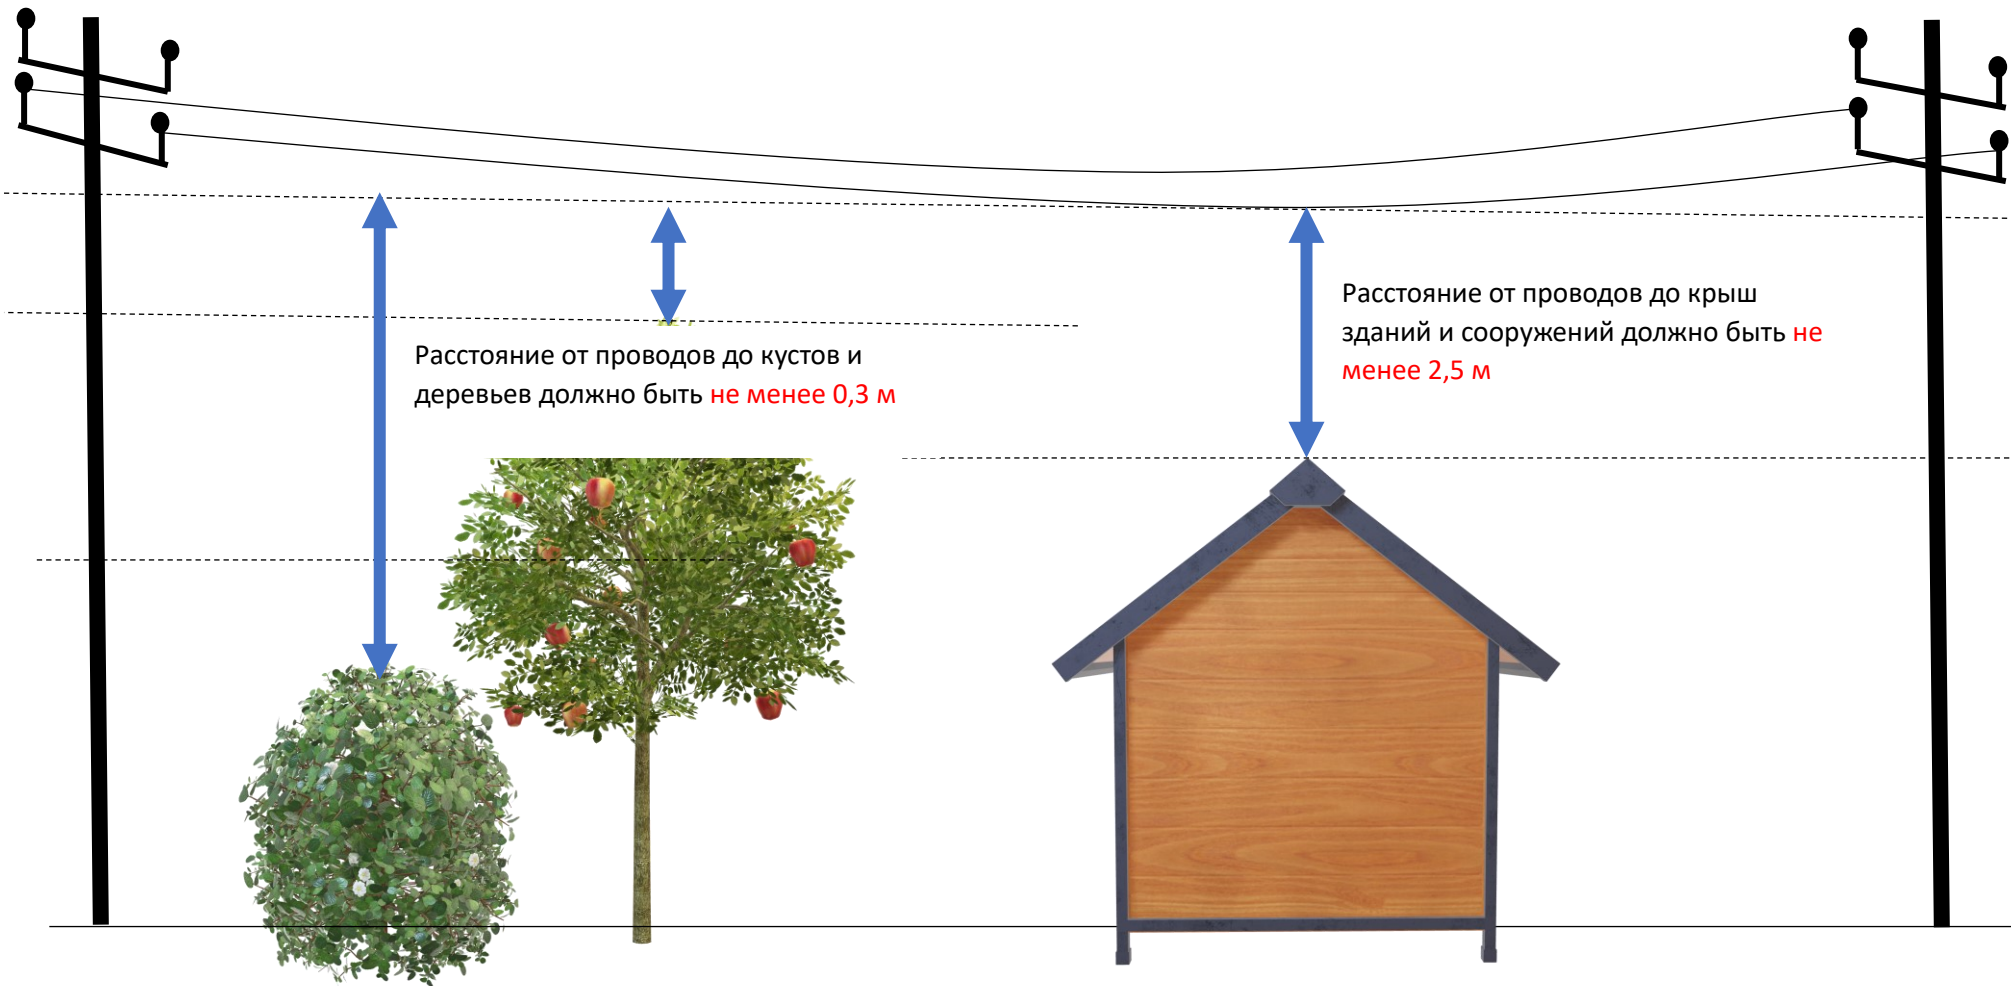 Расстояние от проводов до кустов и
деревьев должно быть не менее 0,3 м
Расстояние от проводов до крыш
зданий и сооружений должно быть не
менее 2,5 м